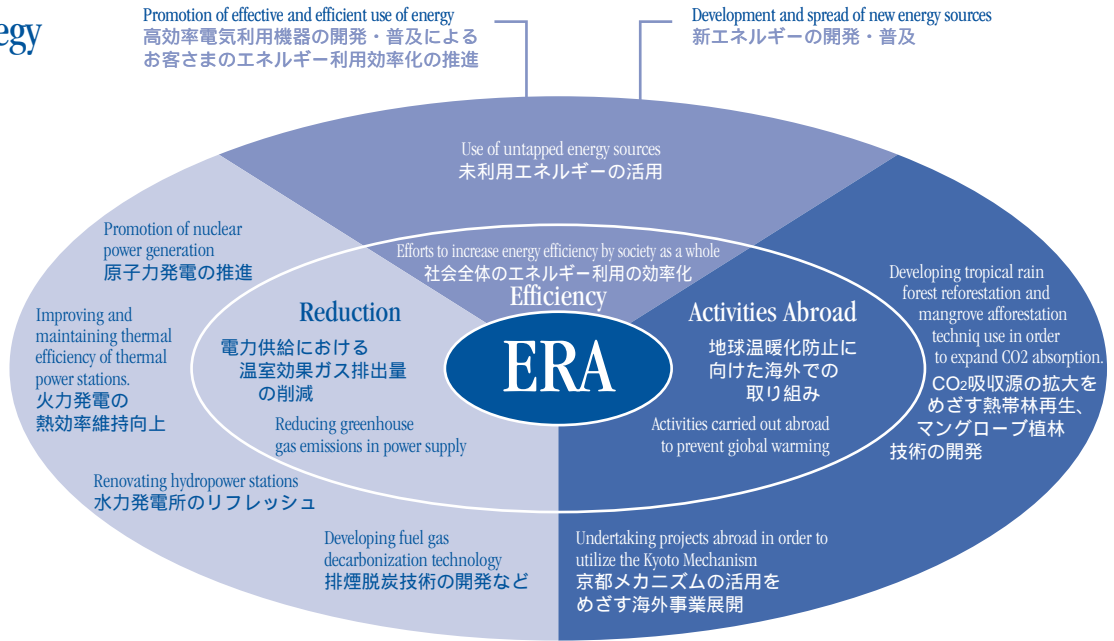 egy
Promotion of effective and efficient use of energy
高効率電気利用機器の開発・普及による
お客さまのエネルギー利用効率化の推進
Development and spread of new energy sources
新エネルギーの開発・普及
Use of untapped energy sources
未利用エネルギーの活用
Efforts to increase energy efficiency by society as a whole
社会全体のエネルギー利用の効率化
Efficiency
Promotion of nuclear
power generation
原子力発電の推進
Improving and
maintaining thermal
efficiency of thermal
power stations.
火力発電の
熱効率維持向上
Renovating hydropower stations
水力発電所のリフレッシュ
Developing fuel gas
decarbonization technology
排煙脱炭技術の開発など
Reduction
電力供給における
温室効果ガス排出量
の削減
Reducing greenhouse
gas emissions in power supply
ERA
Activities Abroad
地球温暖化防止に
向けた海外での
取り組み
Activities carried out abroad
to prevent global warming
Developing tropical rain
forest reforestation and
mangrove afforestation
techniq use in order
to expand CO2 absorption.
CO2吸収源の拡大を
めざす熱帯林再生、
マングローブ植林
技術の開発
Undertaking projects abroad in order to
utilize the Kyoto Mechanism
京都メカニズムの活用を
めざす海外事業展開